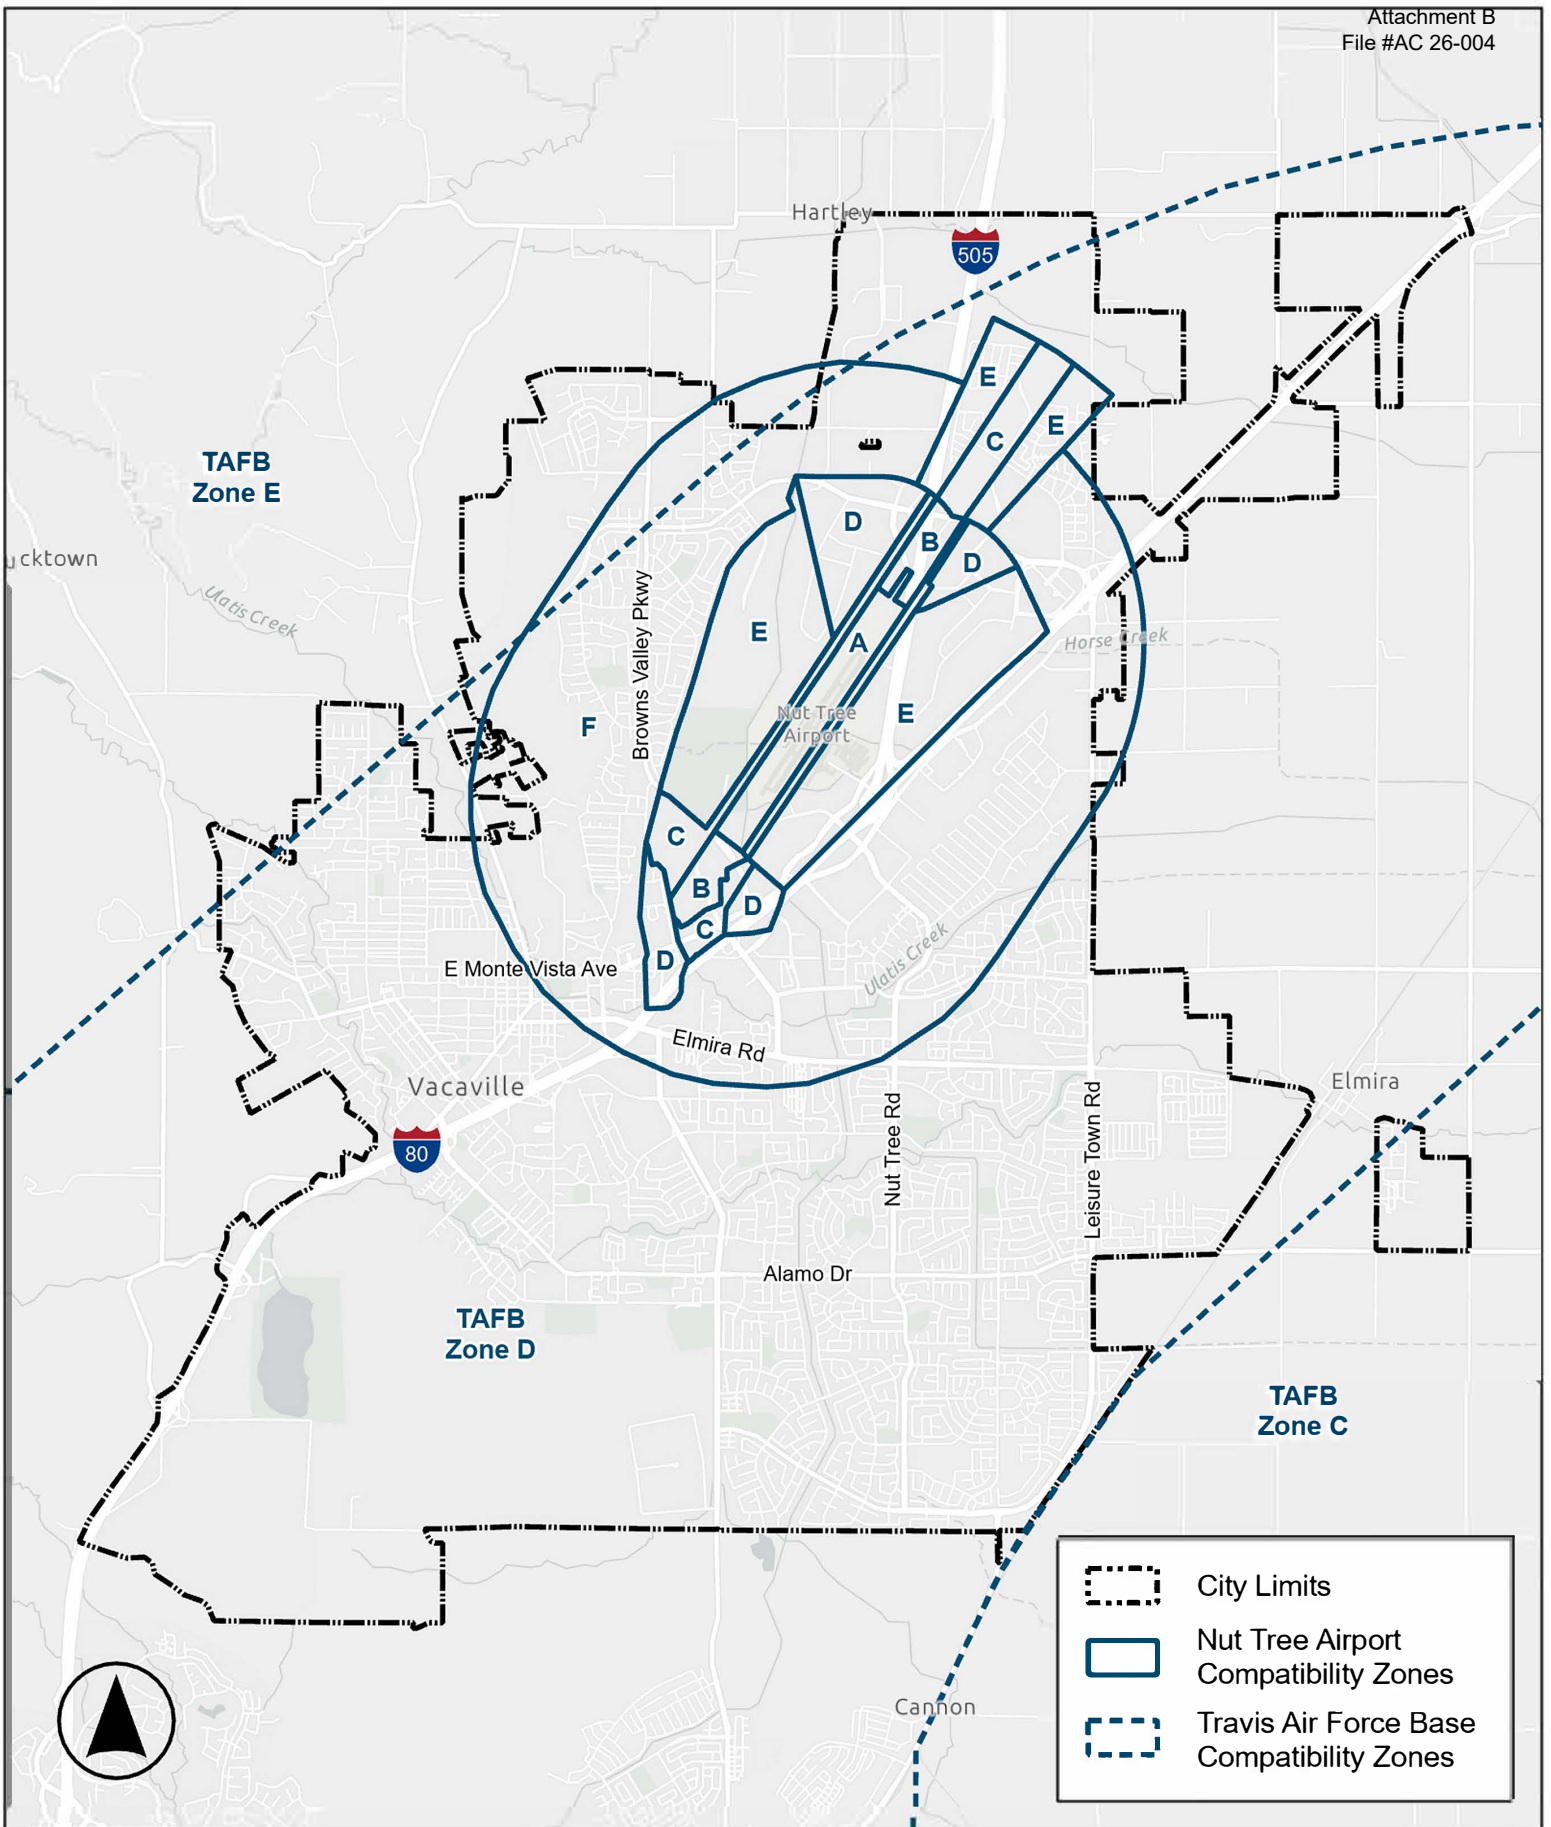 Attachment B
File #AC 26-004
Hartley
505
E
C
E
TAFB
Zone E
D
B
D
cktown
Ulatis Creek
Browns Valley Pkwy
E
A
Horse Creek
F
Nut Tree
Airport
E
C
B
D
C
D
E Monte Vista Ave
Ulatis Creek
Elmira Rd
Vacaville
Elmira
80
Nut Tree Rd
Leisure Town Rd
Alamo Dr
TAFB
Zone D
TAFB
Zone C
City Limits
Nut Tree Airport
Compatibility Zones
Travis Air Force Base
Compatibility Zones
Cannon